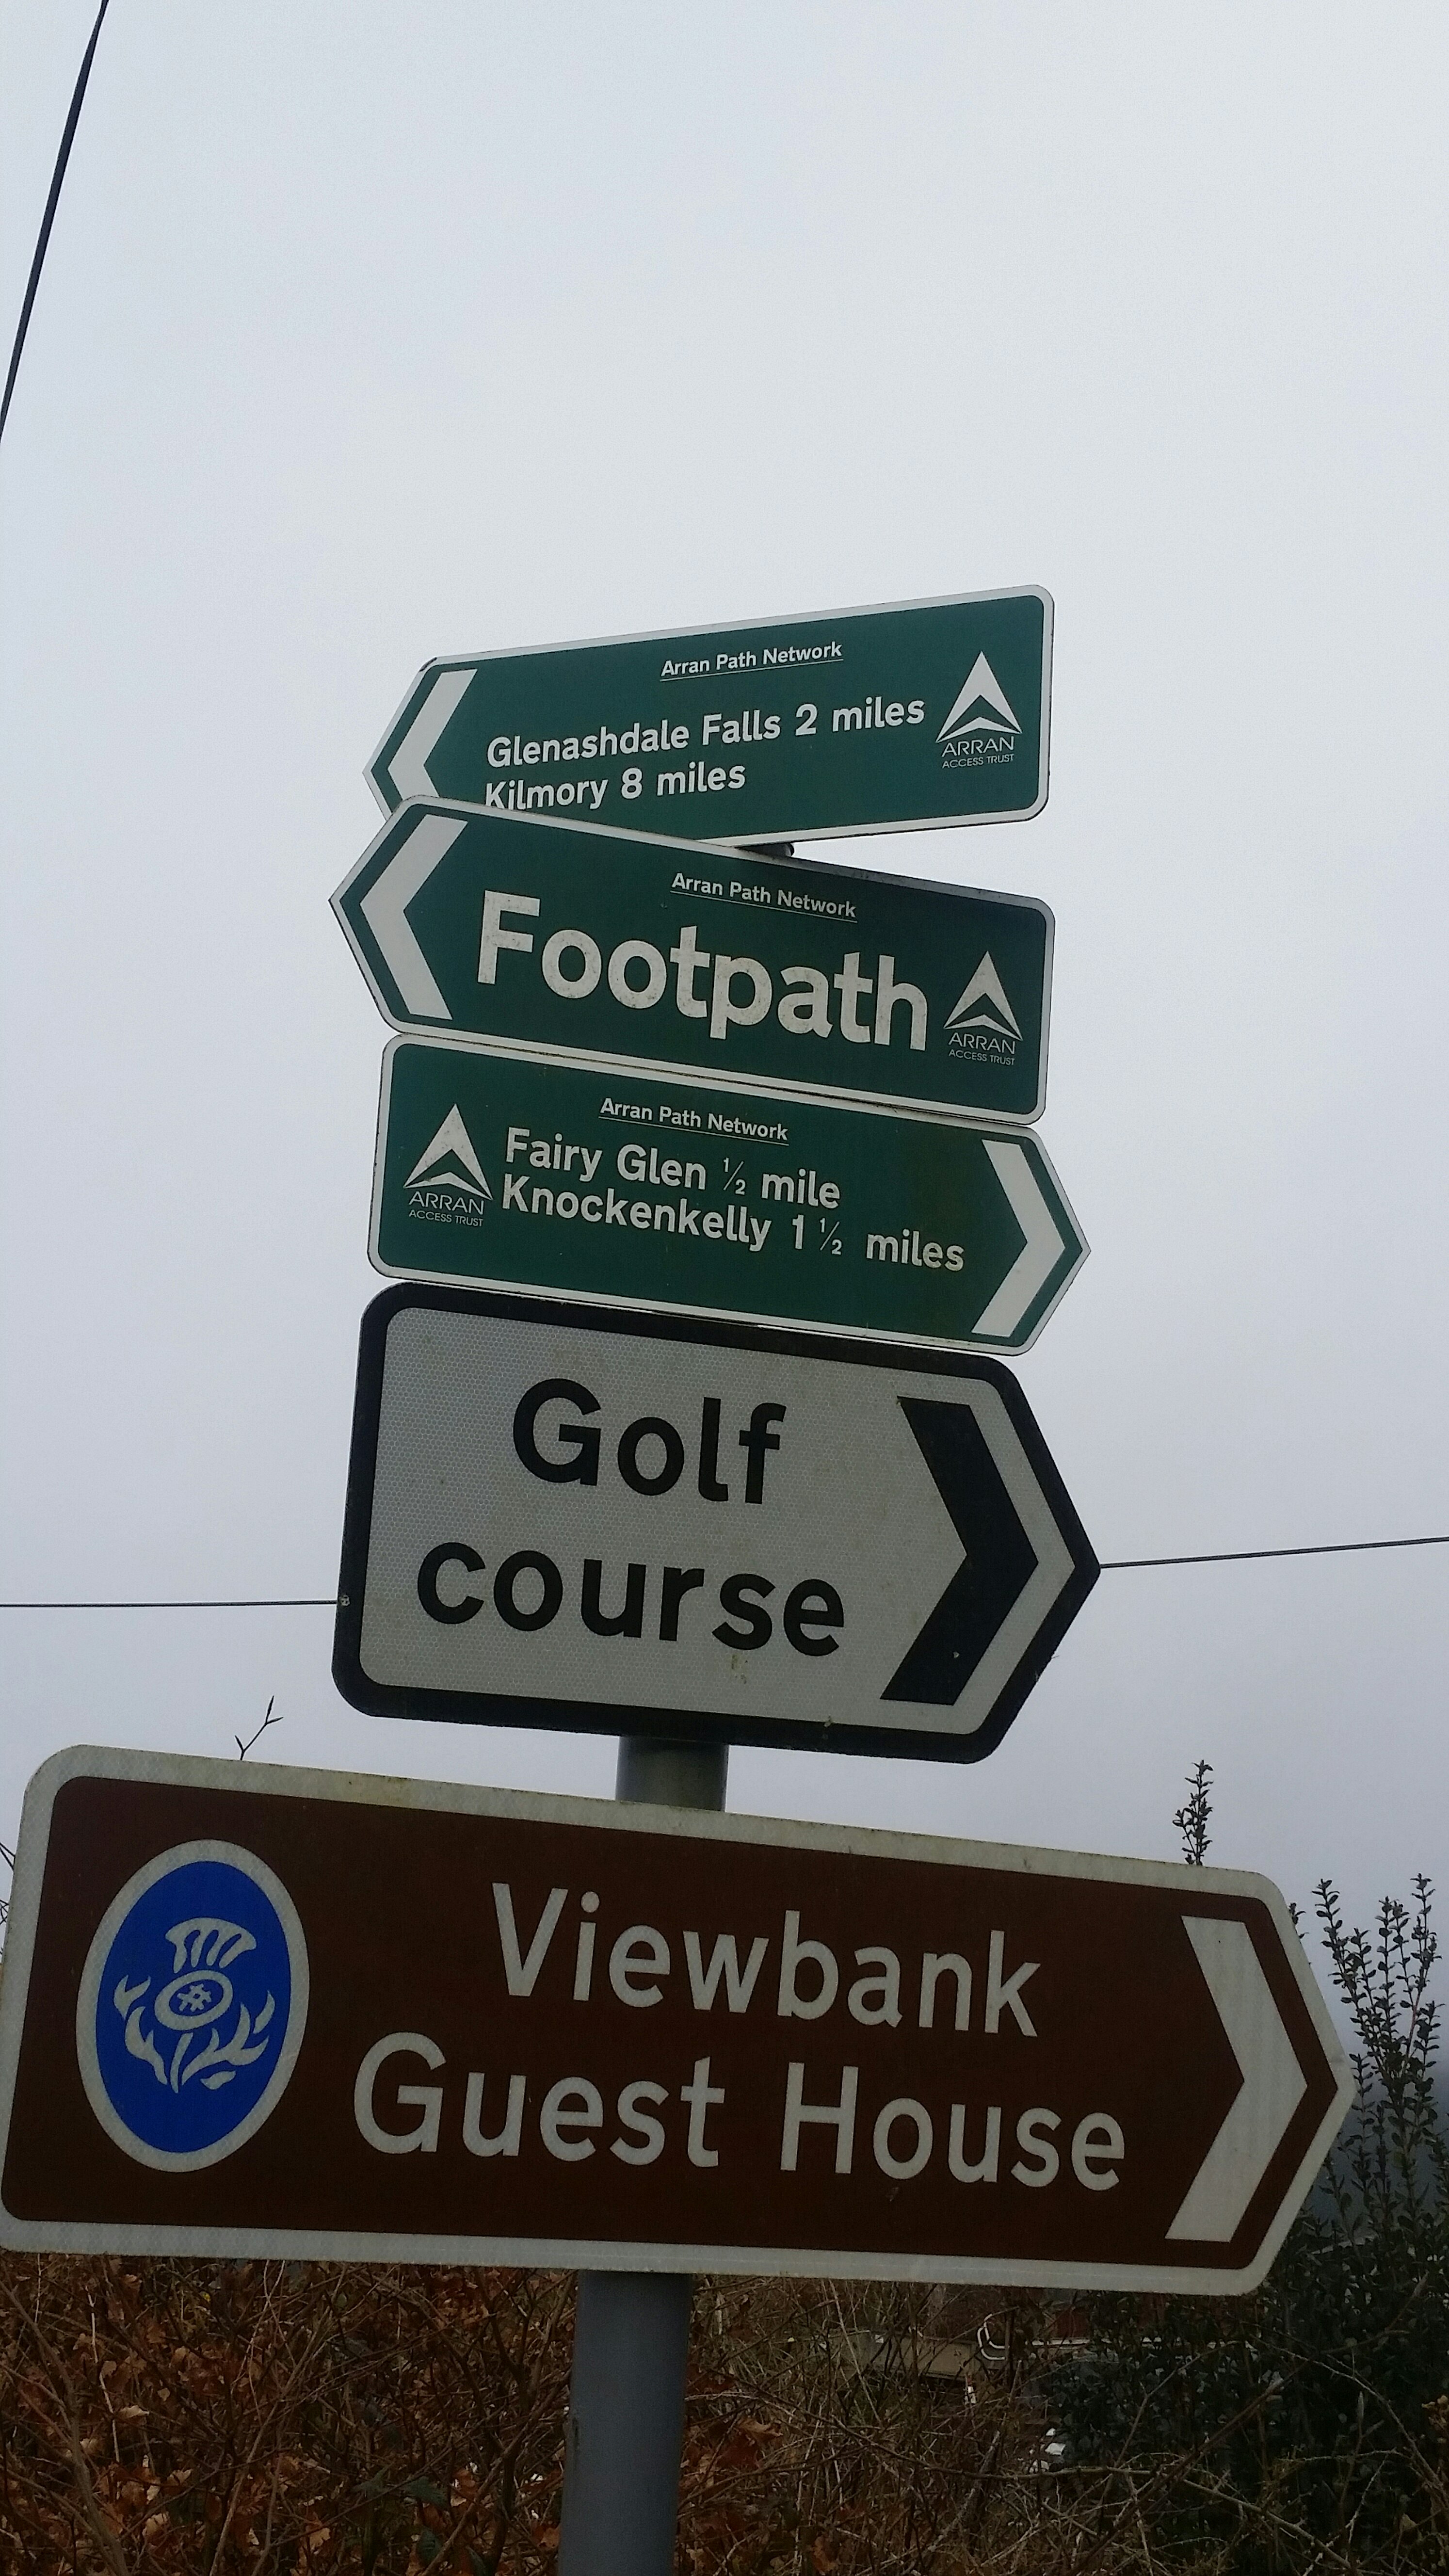 Arran Path Network
Glenashdale Falls 2 miles
Kilmory 8 miles
ARRAN
ACCESS TRUST
Arran Path Network
Footpath
ARRAN
ACCESS TRUST
Arran Path Network
Fairy Glen ½ mile
Knockenkelly 1 ½ miles
ARRAN
ACCESS TRUST
Golf
course
Viewbank
Guest House